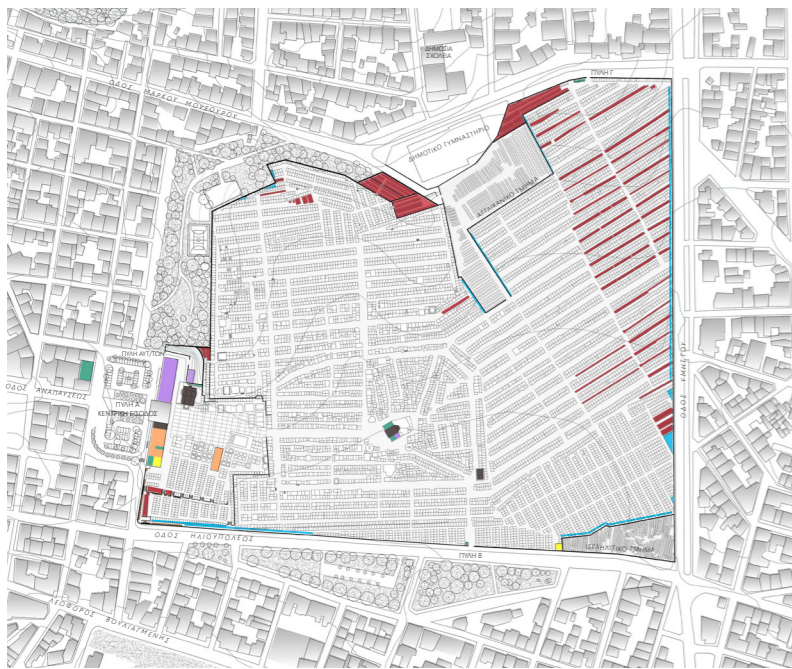 ΔΗΜΟΣΙΑ
ΣΧΟΛΕΙΑ
ΠΥΛΗ Γ
ΟΔΟΣ ΜΑΡΚΟΥ ΜΟΥΣΟΥΡΟΥ
ΔΗΜΟΤΙΚΟ ΓΥΜΝΑΣΤΗΡΙΟ
ΑΓΓΛΙΚΑΝΙΚΟ ΤΜΗΜΑ
ΟΔΟΣ ΥΜΗΤΤΟΥ
ΠΥΛΗ ΑΥΤ/ΤΩΝ
ΟΔΟΣ ΑΝΑΠΑΥΣΕΩΣ
ΠΥΛΗ Α
ΚΕΝΤΡΙΚΗ ΕΙΣΟΔΟΣ
ΟΔΟΣ ΗΛΙΟΥΠΟΛΕΩΣ
ΠΥΛΗ Β
ΙΣΡΑΗΛΙΤΙΚΟ ΤΜΗΜΑ
ΛΕΩΦΟΡΟΣ ΒΟΥΛΙΑΓΜΕΝΗΣ